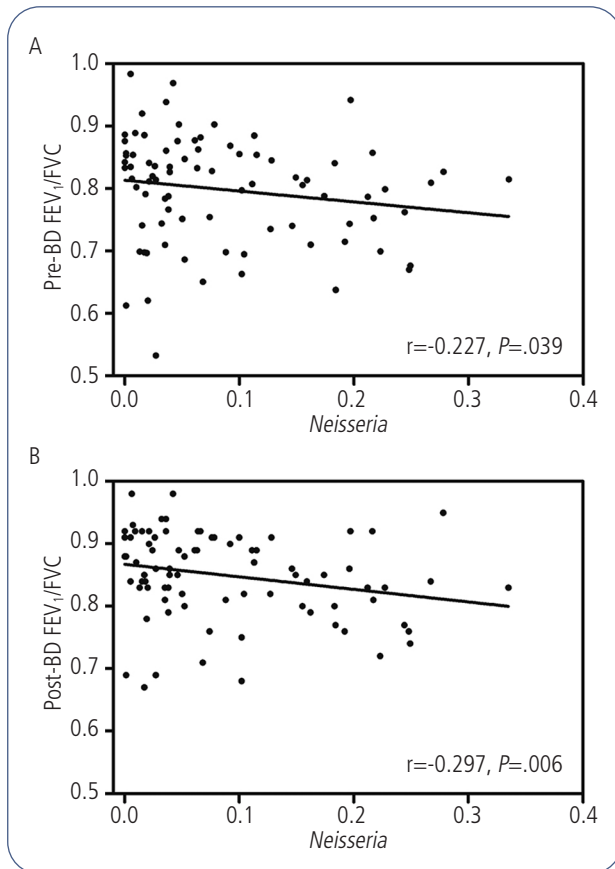 A
Pre-BD FEV₁/FVC
1.0
0.9
0.8
0.7
0.6
0.5
0.0 0.1 0.2 0.3 0.4
r=-0.227, P=.039
Neisseria
B
Post-BD FEV₁/FVC
1.0
0.9
0.8
0.7
0.6
0.5
0.0 0.1 0.2 0.3 0.4
r=-0.297, P=.006
Neisseria